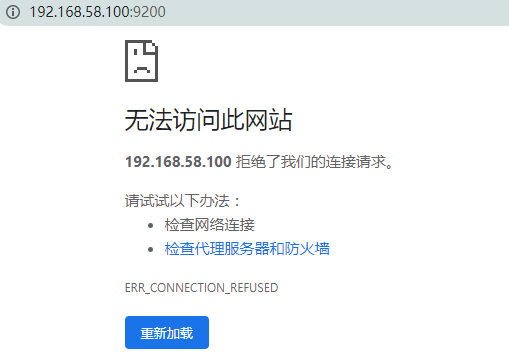 192.168.58.100:9200
无法访问此网站
192.168.58.100 拒绝了我们的连接请求。
请试试以下办法：
检查网络连接
检查代理服务器和防火墙
ERR_CONNECTION_REFUSED
重新加载